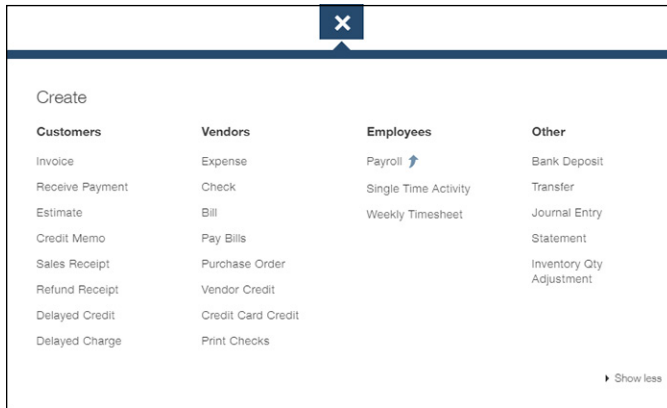 Create
Customers
Invoice
Receive Payment
Estimate
Credit Memo
Sales Receipt
Refund Receipt
Delayed Credit
Delayed Charge
Vendors
Expense
Check
Bill
Pay Bills
Purchase Order
Vendor Credit
Credit Card Credit
Print Checks
Employees
Payroll
Single Time Activity
Weekly Timesheet
Other
Bank Deposit
Transfer
Journal Entry
Statement
Inventory Qty
Adjustment
Show less